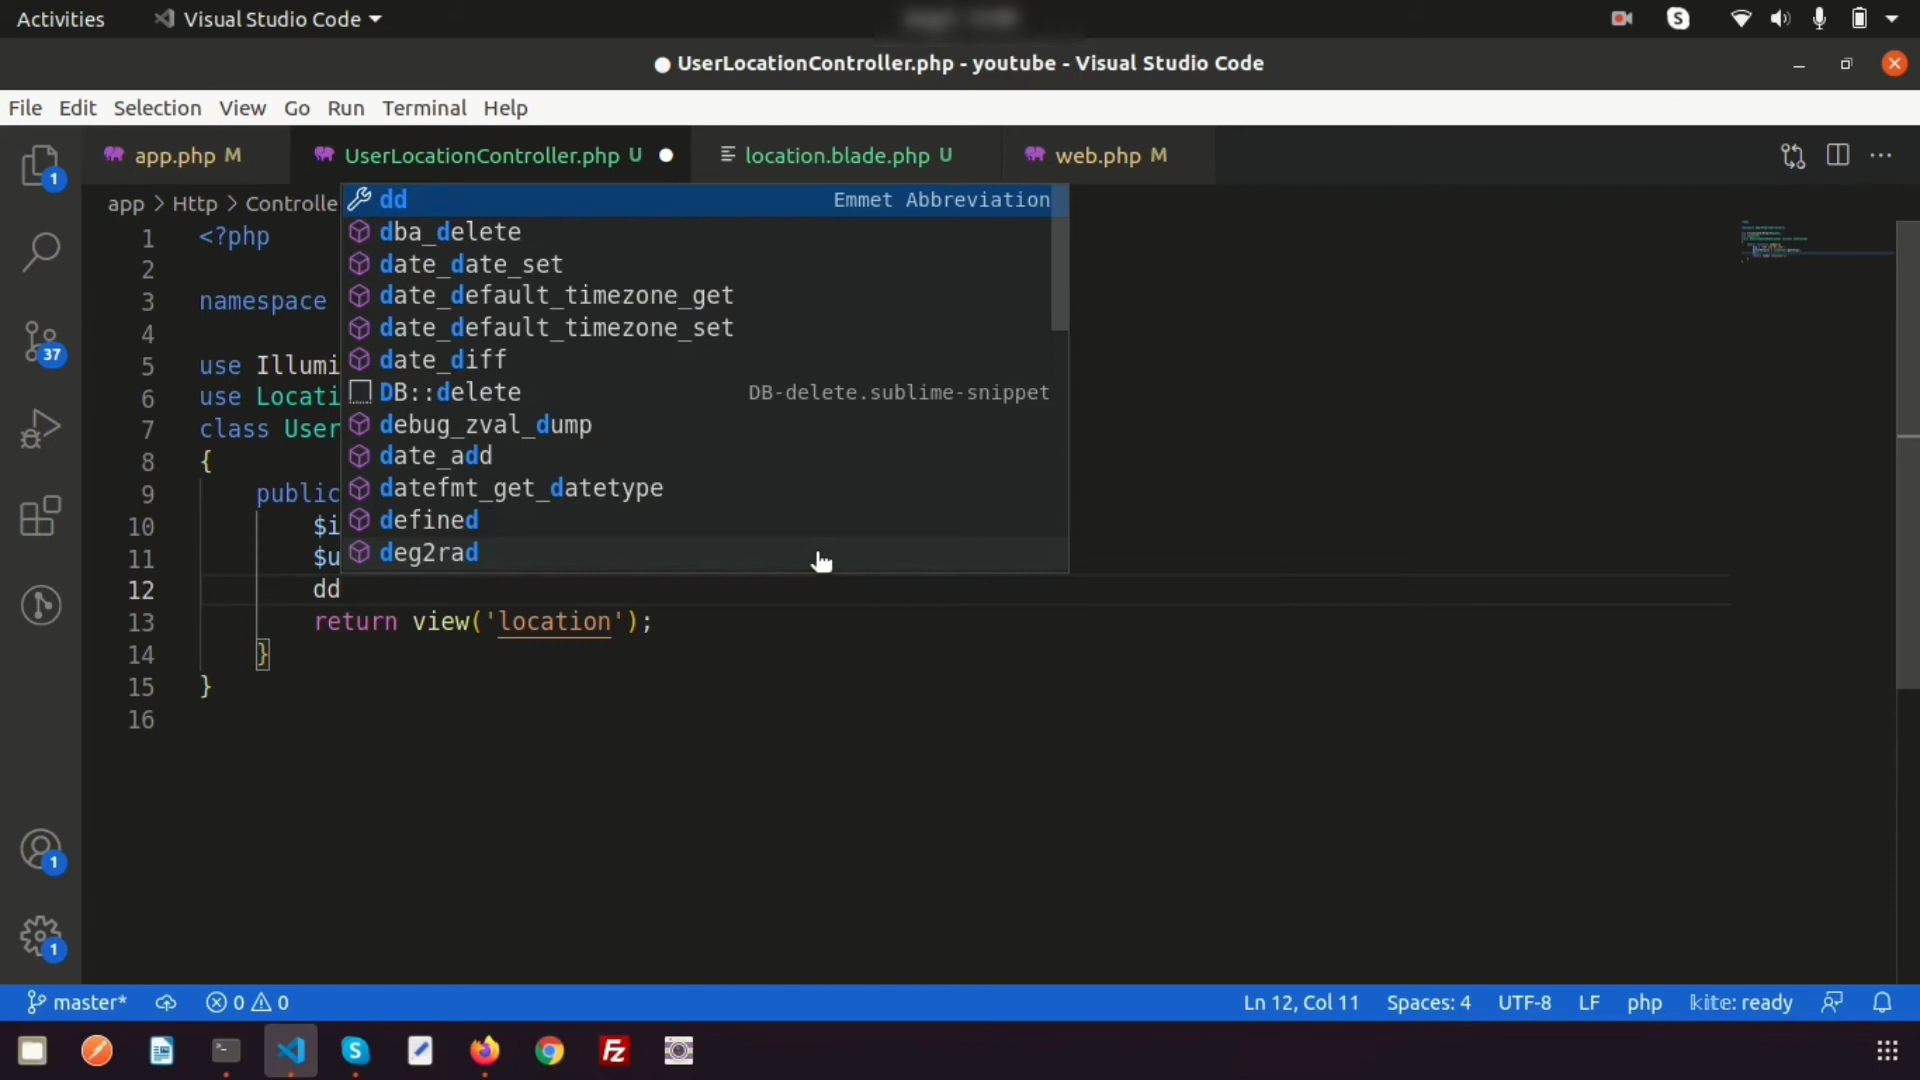 Activities
Visual Studio Code
UserLocationController.php - youtube - Visual Studio Code
File Edit Selection View Go Run Terminal Help
app.php M
UserLocationController.php U
location.blade.php U
web.php M
app > Http > Controlle
dd Emmet Abbreviation
dba_delete
date_date_set
date_default_timezone_get
date_default_timezone_set
date_diff
DB::delete DB-delete.sublime-snippet
debug_zval_dump
date_add
datefmt_get_datetype
defined
deg2rad
1 <?php
2
3 namespace
4
5 use Illumi
6 use Locati
7 class User
8 {
9 public
10 $i
11 $u
12 dd
13 return view('location');
14 }
15 }
16
1
37
1
1
master* 0 0 Ln 12, Col 11 Spaces: 4 UTF-8 LF php kite: ready